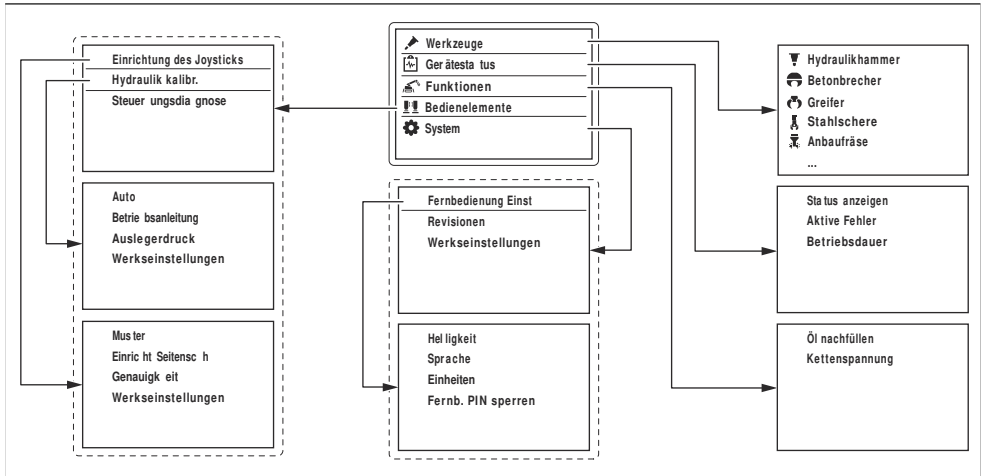 Einrichtung des Joysticks
Hydraulik kalibr.
Steuer ungsdia gnose
Auto
Betrie bsanleitung
Auslegerdruck
Werkseinstellungen
Muster
Einric ht Seitensc h
Genauigk eit
Werkseinstellungen
Werkzeuge
Ger ätesta tus
Funktionen
Bedienelemente
System
Fernbedienung Einst
Revisionen
Werkseinstellungen
Hel ligkeit
Sprache
Einheiten
Fernb. PIN sperren
Hydraulikhammer
Betonbrecher
Greifer
Stahlschere
Anbaufräse
...
Sta tus anzeigen
Aktive Fehler
Betriebsdauer
Öl nachfüllen
Kettenspannung